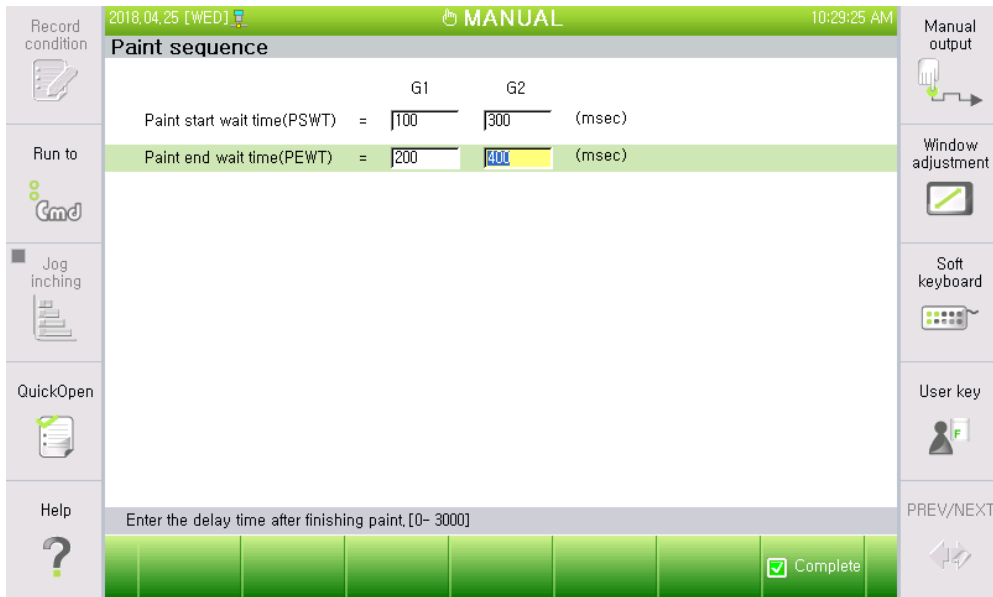 2018,04,25 [WED]
MANUAL
10:29:25 AM
Paint sequence
G1 G2
Paint start wait time(PSWT) = 100 300 (msec)
Paint end wait time(PEWT) = 200 400 (msec)
Enter the delay time after finishing paint,[0- 3000]
Complete
Record
condition
Run to
Cmd
Jog
inching
QuickOpen
Help
?
Manual
output
Window
adjustment
Soft
keyboard
User key
F
PREV/NEXT